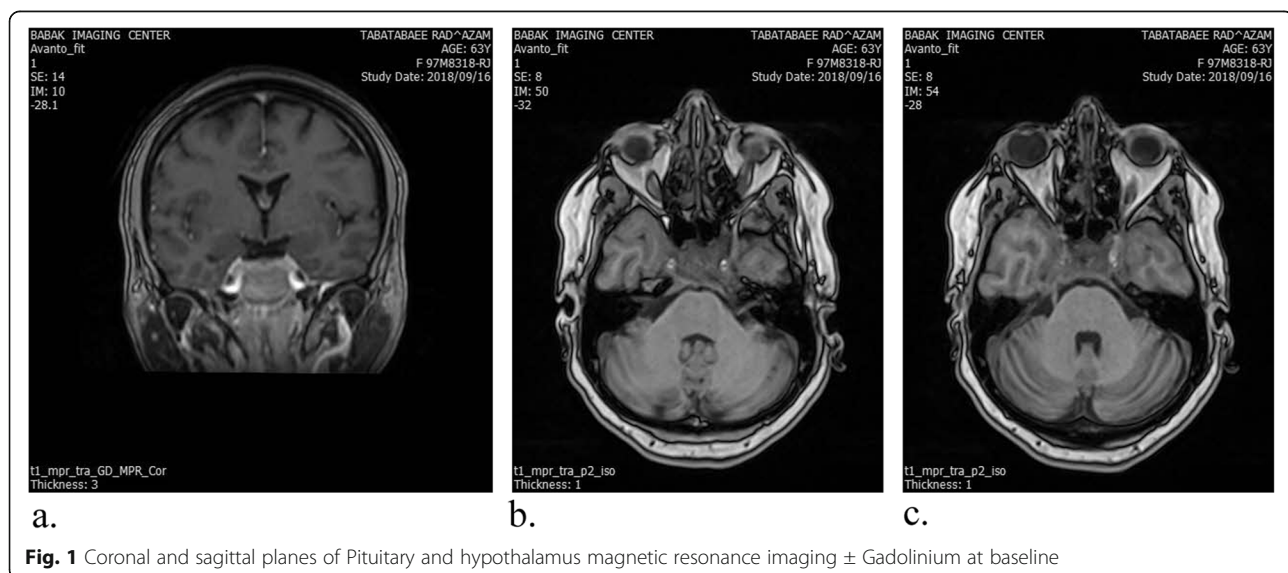 BABAK IMAGING CENTER
Avanto_fit
1
SE: 14
IM: 10
-28.1
TABATABAEE RAD^AZAM
AGE: 63Y
F 97M8318-RJ
Study Date: 2018/09/16
t1_mpr_tra_GD_MPR_Cor
Thickness: 3
a.
BABAK IMAGING CENTER
Avanto_fit
1
SE: 8
IM: 50
-32
TABATABAEE RAD^AZAM
AGE: 63Y
F 97M8318-RJ
Study Date: 2018/09/16
t1_mpr_tra_p2_iso
Thickness: 1
b.
BABAK IMAGING CENTER
Avanto_fit
1
SE: 8
IM: 54
-28
TABATABAEE RAD^AZAM
AGE: 63Y
F 97M8318-RJ
Study Date: 2018/09/16
t1_mpr_tra_p2_iso
Thickness: 1
c.
Fig. 1 Coronal and sagittal planes of Pituitary and hypothalamus magnetic resonance imaging ± Gadolinium at baseline